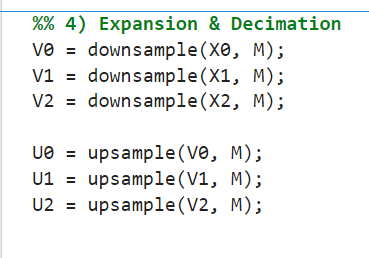 %% 4) Expansion & Decimation
V0 = downsample(X0, M);
V1 = downsample(X1, M);
V2 = downsample(X2, M);
U0 = upsample(V0, M);
U1 = upsample(V1, M);
U2 = upsample(V2, M);